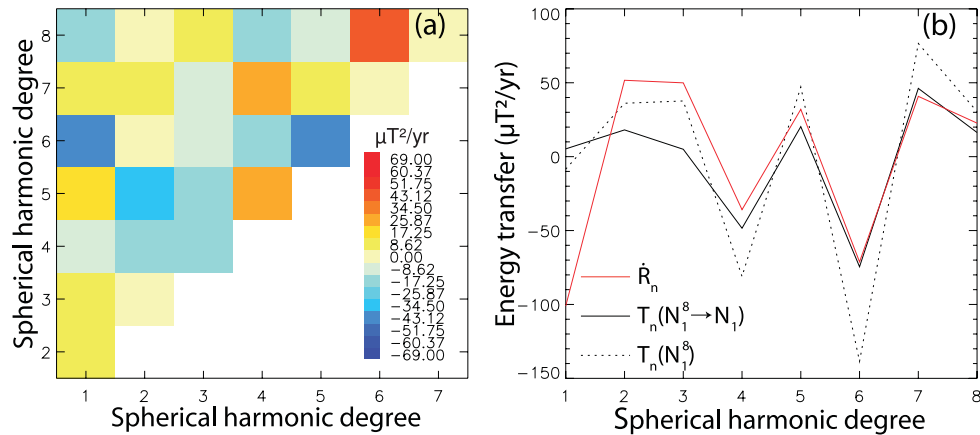 (a)
Spherical harmonic degree
8
7
6
5
4
3
2
1 2 3 4 5 6 7
Spherical harmonic degree
μT²/yr
69.00
60.37
51.75
43.12
34.50
25.87
17.25
8.62
0.00
−8.62
−17.25
−25.87
−34.50
−43.12
−51.75
−60.37
−69.00
(b)
Energy transfer (μT²/yr)
100
50
0
−50
−100
−150
1 2 3 4 5 6 7 8
Spherical harmonic degree
Ṙₙ
Tₙ(N₁⁸→N₁)
Tₙ(N₁⁸)